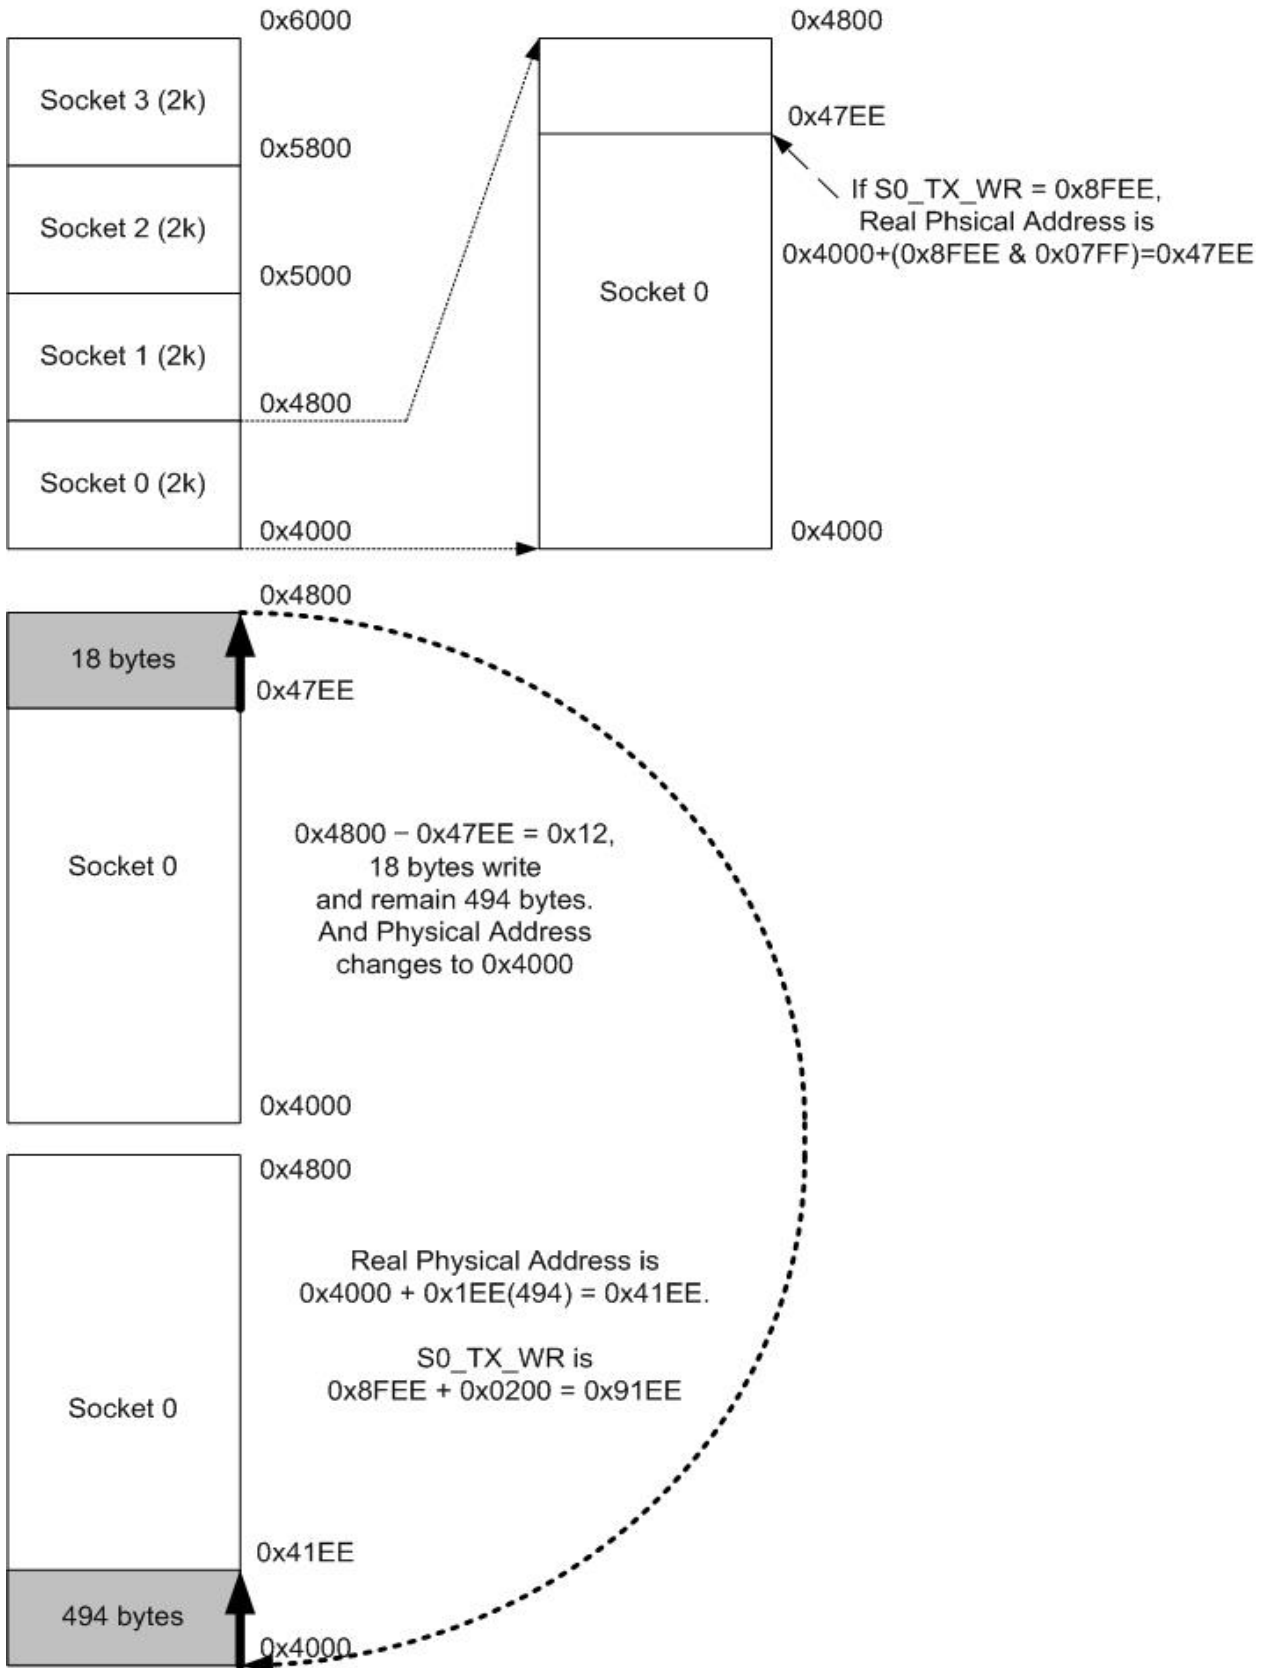 0x6000
Socket 3 (2k)
0x5800
Socket 2 (2k)
0x5000
Socket 1 (2k)
0x4800
Socket 0 (2k)
0x4000
0x4800
0x47EE
If S0_TX_WR = 0x8FEE,
Real Phsical Address is
0x4000+(0x8FEE & 0x07FF)=0x47EE
Socket 0
0x4000
0x4800
18 bytes
0x47EE
Socket 0
0x4800 − 0x47EE = 0x12,
18 bytes write
and remain 494 bytes.
And Physical Address
changes to 0x4000
0x4000
0x4800
Real Physical Address is
0x4000 + 0x1EE(494) = 0x41EE.
S0_TX_WR is
0x8FEE + 0x0200 = 0x91EE
Socket 0
0x41EE
494 bytes
0x4000